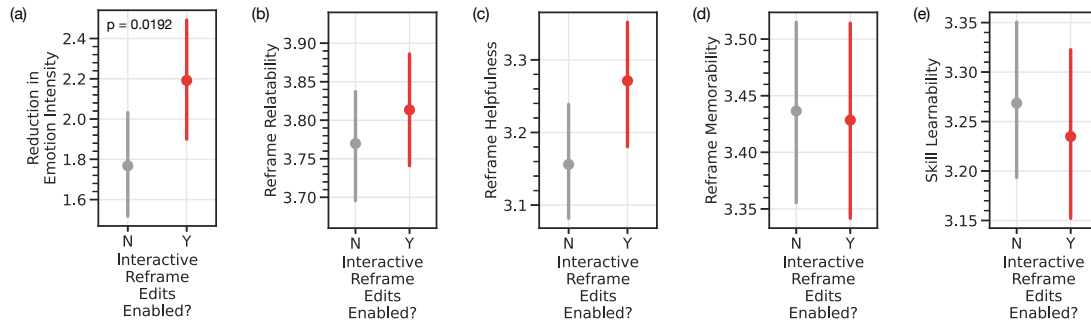 (a)
p = 0.0192
Reduction in
Emotion Intensity
2.4
2.2
2.0
1.8
1.6
N Y
Interactive
Reframe
Edits
Enabled?
(b)
Reframe Relatability
3.90
3.85
3.80
3.75
3.70
N Y
Interactive
Reframe
Edits
Enabled?
(c)
Reframe Helpfulness
3.3
3.2
3.1
N Y
Interactive
Reframe
Edits
Enabled?
(d)
Reframe Memorability
3.50
3.45
3.40
3.35
N Y
Interactive
Reframe
Edits
Enabled?
(e)
Skill Learnability
3.35
3.30
3.25
3.20
3.15
N Y
Interactive
Reframe
Edits
Enabled?